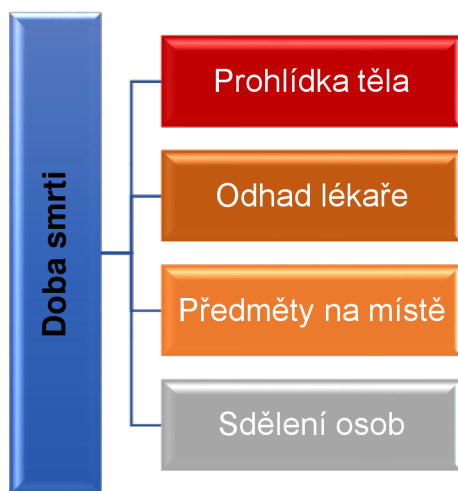 Doba smrti
Prohlídka těla
Odhad lékaře
Předměty na místě
Sdělení osob